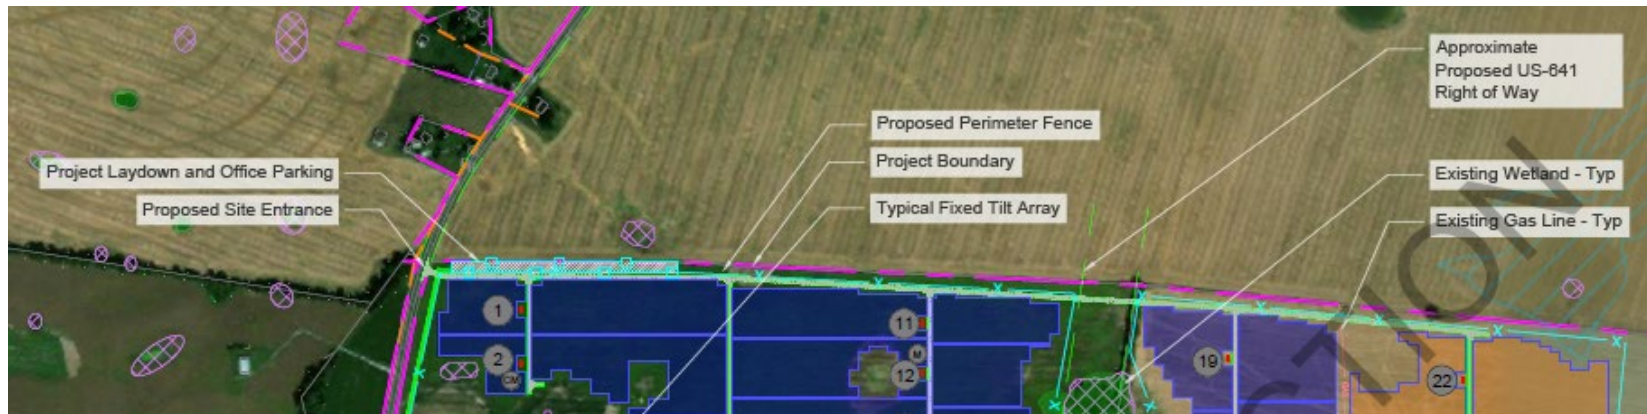 Approximate
Proposed US-641
Right of Way
Proposed Perimeter Fence
Project Boundary
Project Laydown and Office Parking
Existing Wetland - Typ
Proposed Site Entrance
Typical Fixed Tilt Array
Existing Gas Line - Typ
1
11
2
M
12
CM
19
22
CTION